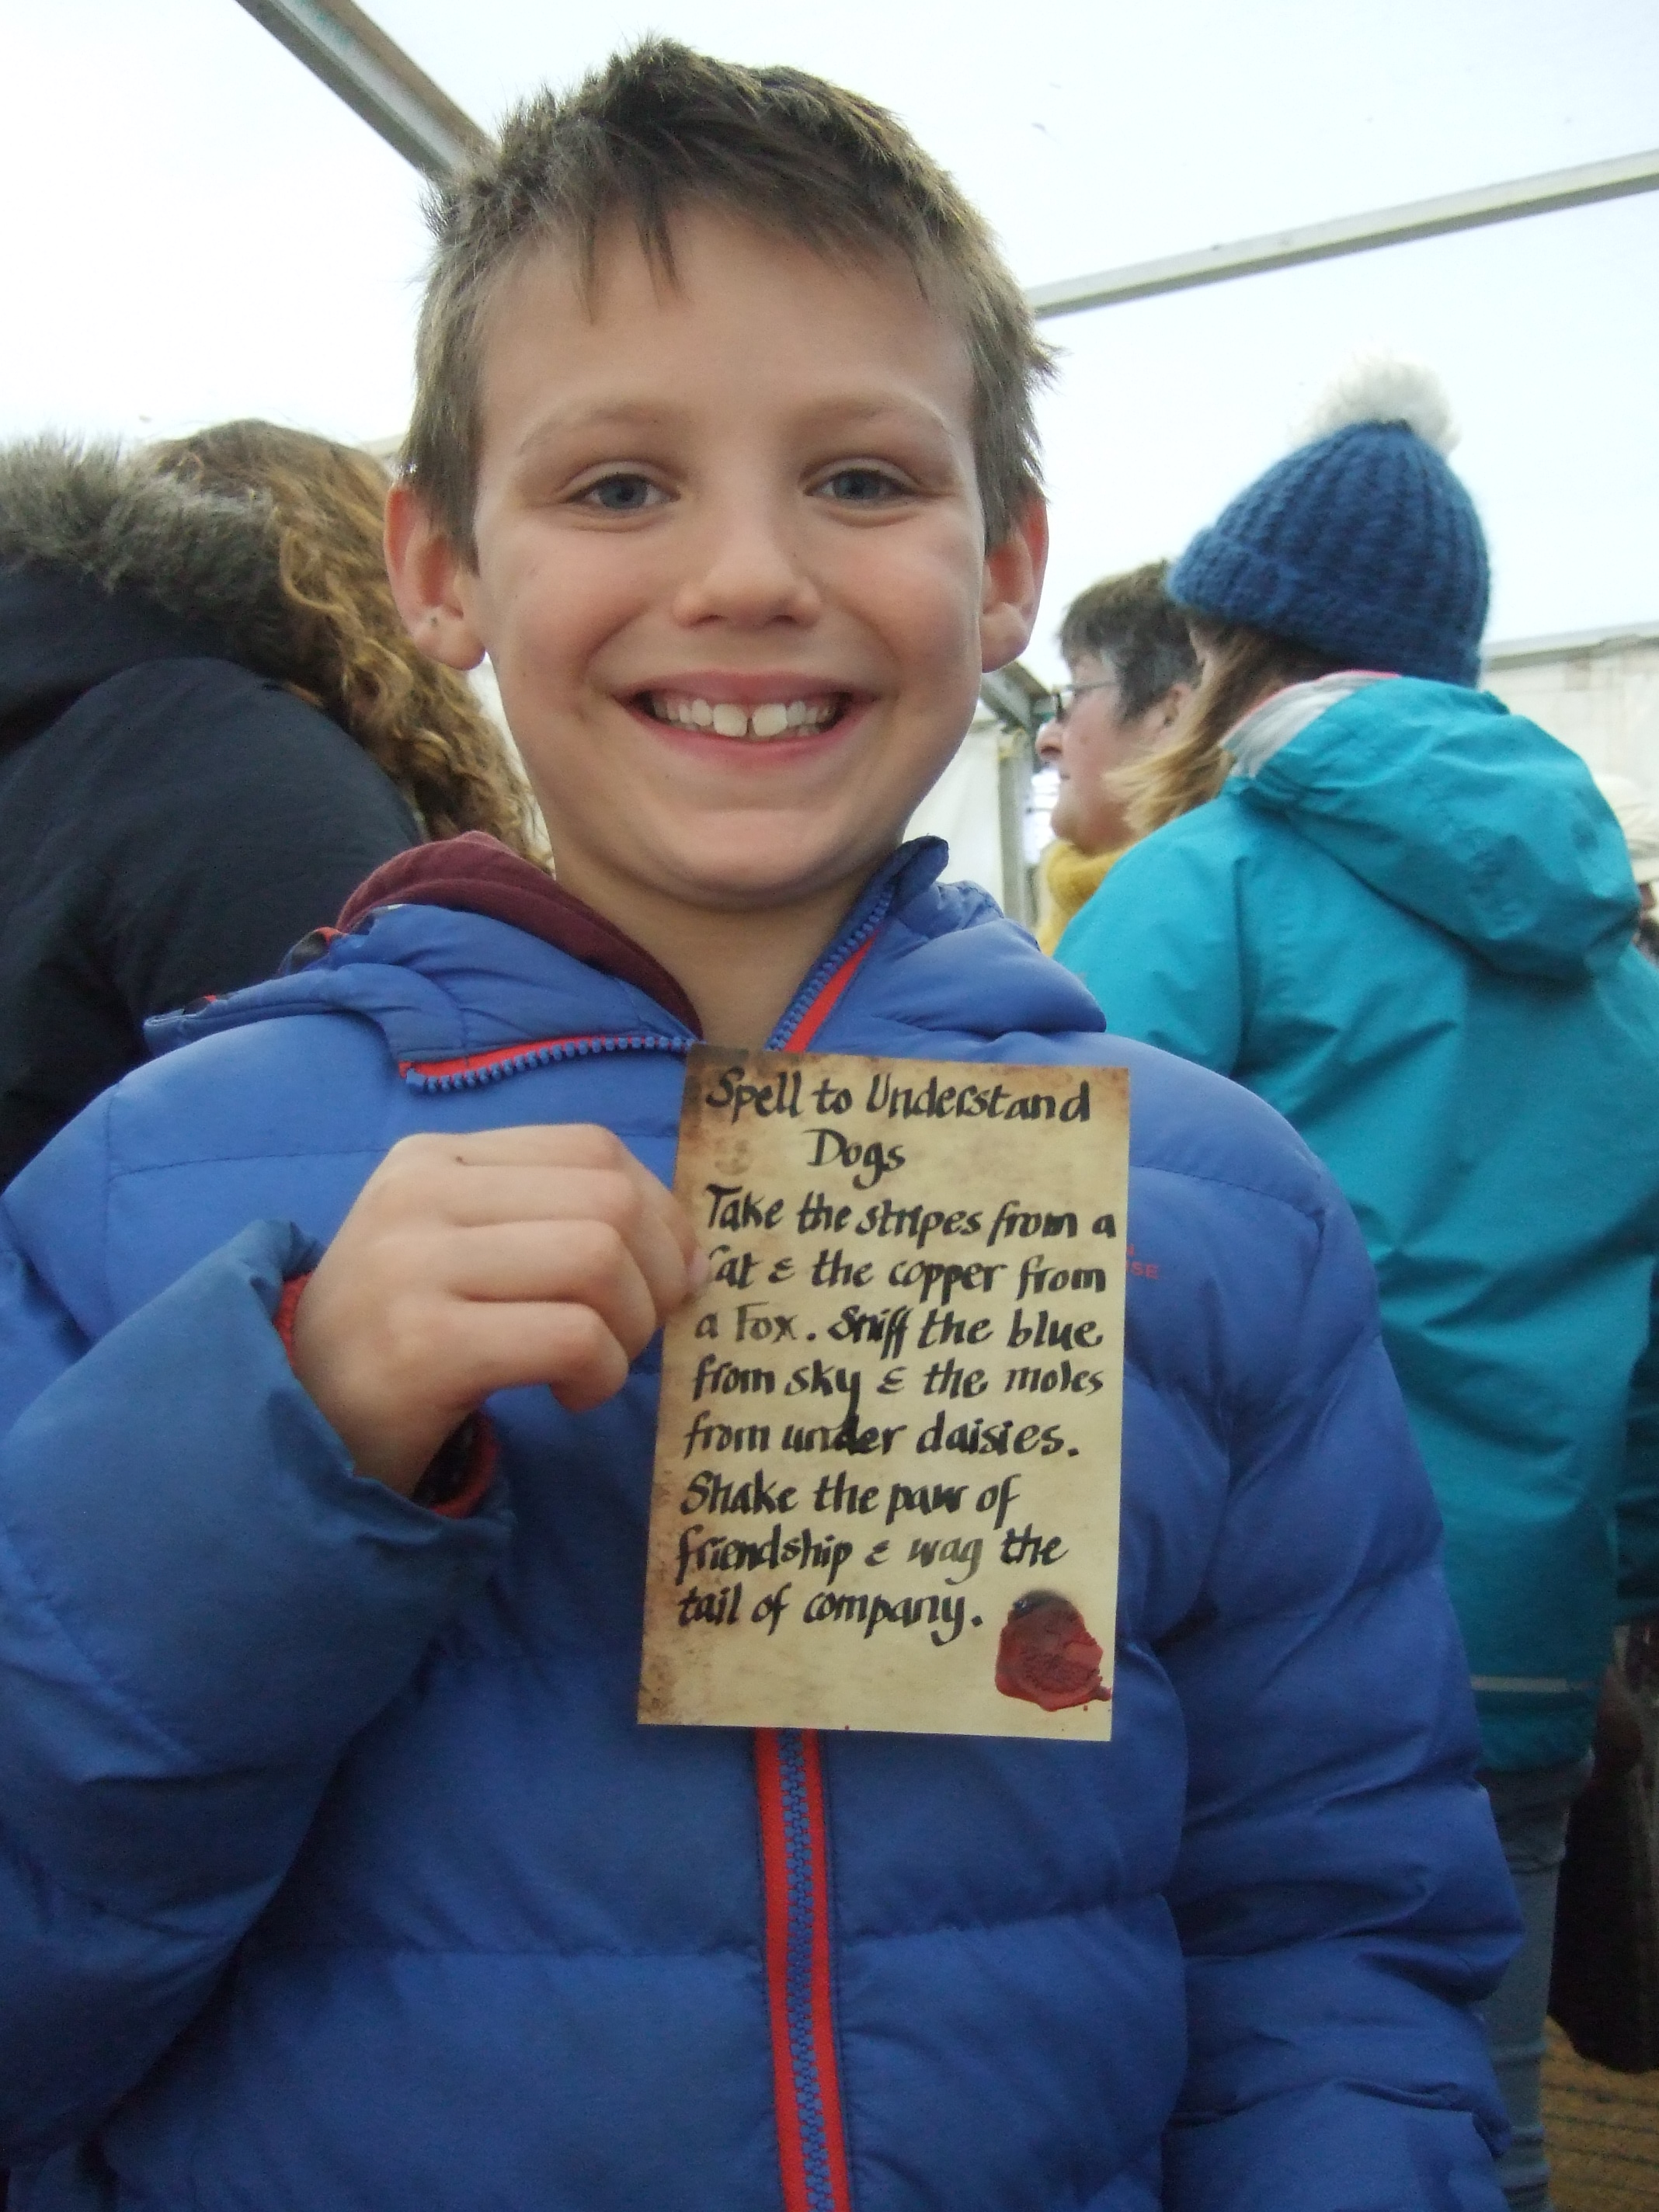 Spell to Understand
Dogs
Take the stripes from a
Cat & the copper from
a Fox. Sniff the blue
from sky & the moles
from under daisies.
Shake the paw of
friendship & wag the
tail of company.